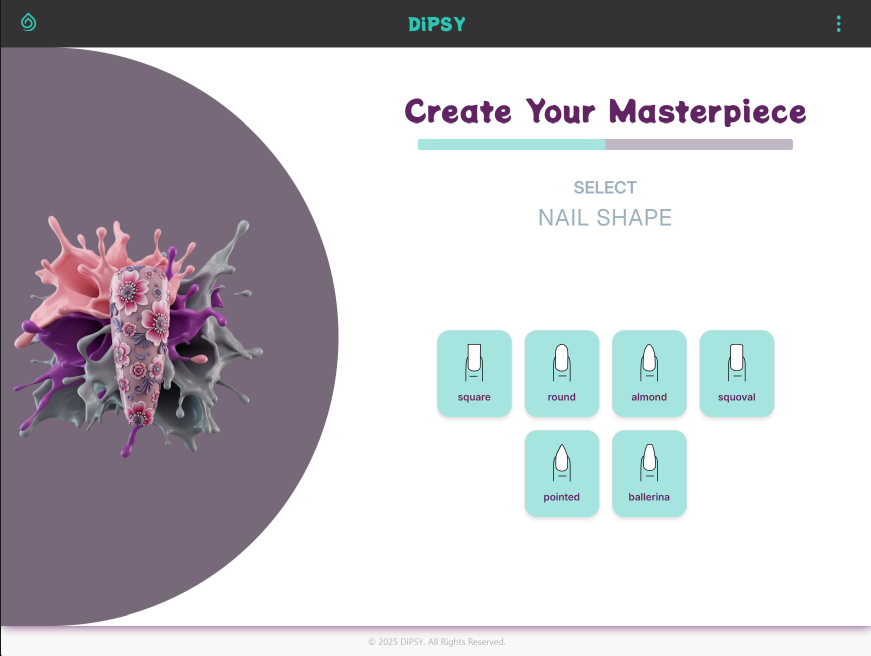 DiPSY
Create Your Masterpiece
SELECT
NAIL SHAPE
square
round
almond
squoval
pointed
ballerina
© 2025 DiPSY. All Rights Reserved.